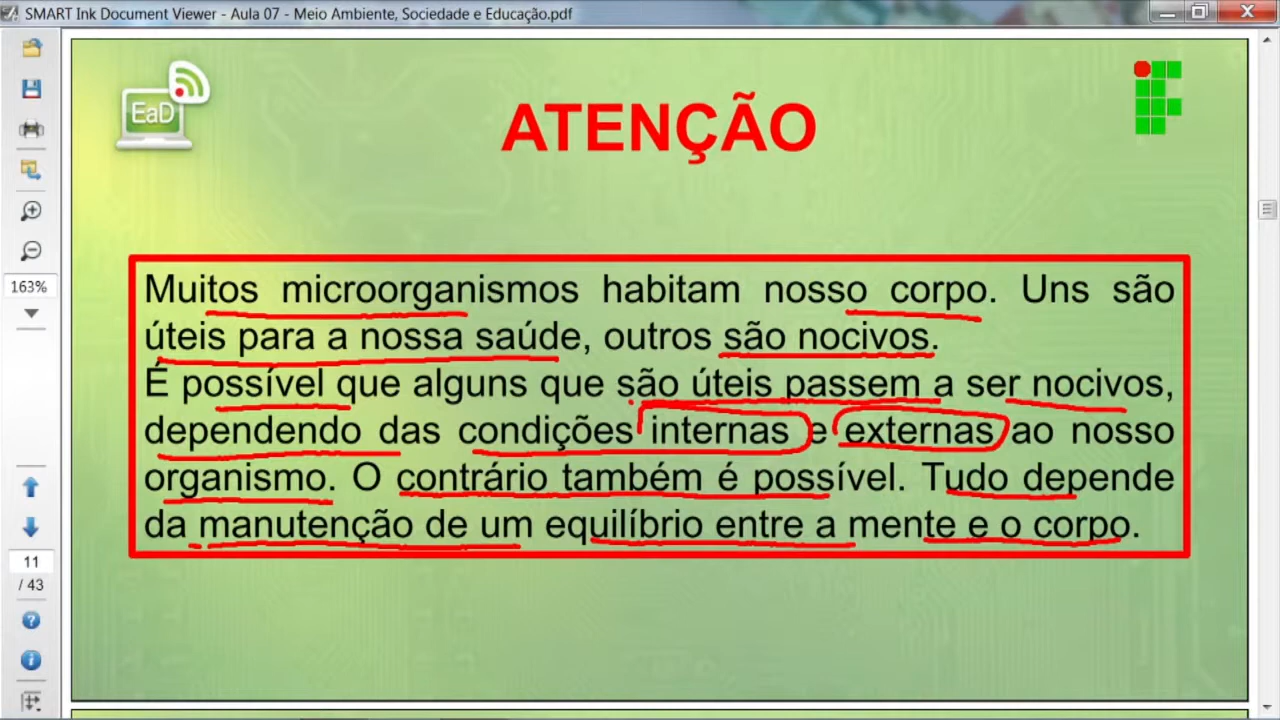 SMART Ink Document Viewer - Aula 07 - Meio Ambiente, Sociedade e Educação.pdf
EaD
ATENÇÃO
163%
Muitos microorganismos habitam nosso corpo. Uns são
úteis para a nossa saúde, outros são nocivos.
É possível que alguns que são úteis passem a ser nocivos,
dependendo das condições internas e externas ao nosso
organismo. O contrário também é possível. Tudo depende
da manutenção de um equilíbrio entre a mente e o corpo.
11
/ 43